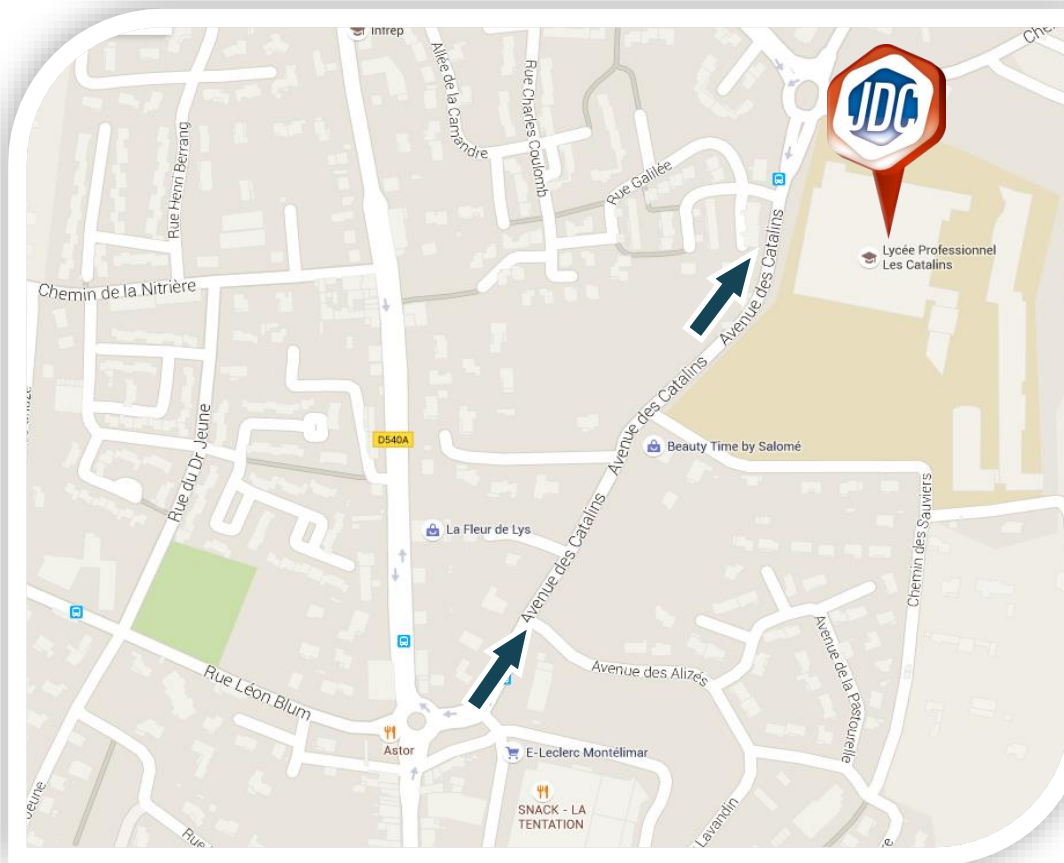 Infrep
Che
JDC
Allée de la Camandre
Rue Charles Coulomb
Rue Henri Berrang
Rue Galilée
Avenue des Catalins
Lycée Professionnel
Les Catalins
Chemin de la Nitrière
Avenue des Catalins
D540A
Avenue des Catalins
Beauty Time by Salomé
Rue du Dr Jeune
La Fleur de Lys
Chemin des Sauviers
Avenue des Catalins
Avenue des Alizés
Avenue de la Pastourelle
Rue Léon Blum
Astor
E-Leclerc Montélimar
SNACK - LA
TENTATION
Lavandin
Jeune
Rue